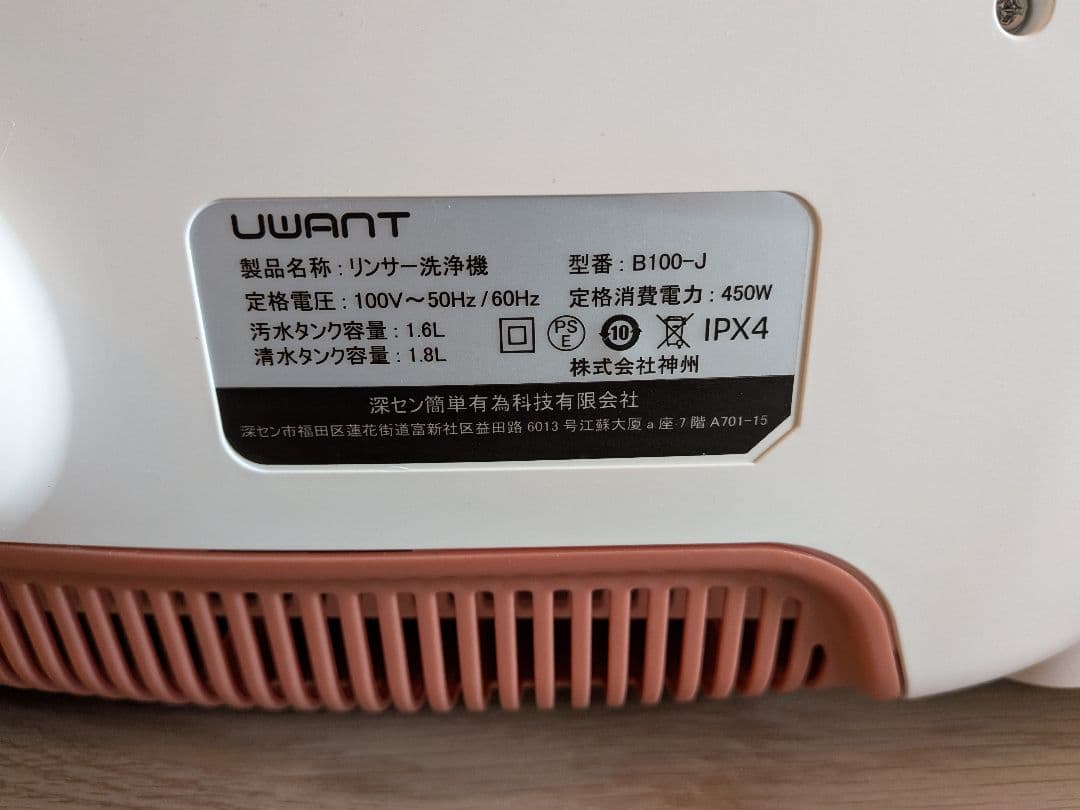 UWANT
製品名称：リンサー洗浄機 型番：B100-J
定格電圧：100V～50Hz/60Hz 定格消費電力：450W
汚水タンク容量：1.6L
PS E 10 IPX4
清水タンク容量：1.8L
株式会社神州
深セン簡単有為科技有限会社
深セン市福田区蓮花街道富新社区益田路 6013 号江蘇大厦 a 座 7 階 A701-15